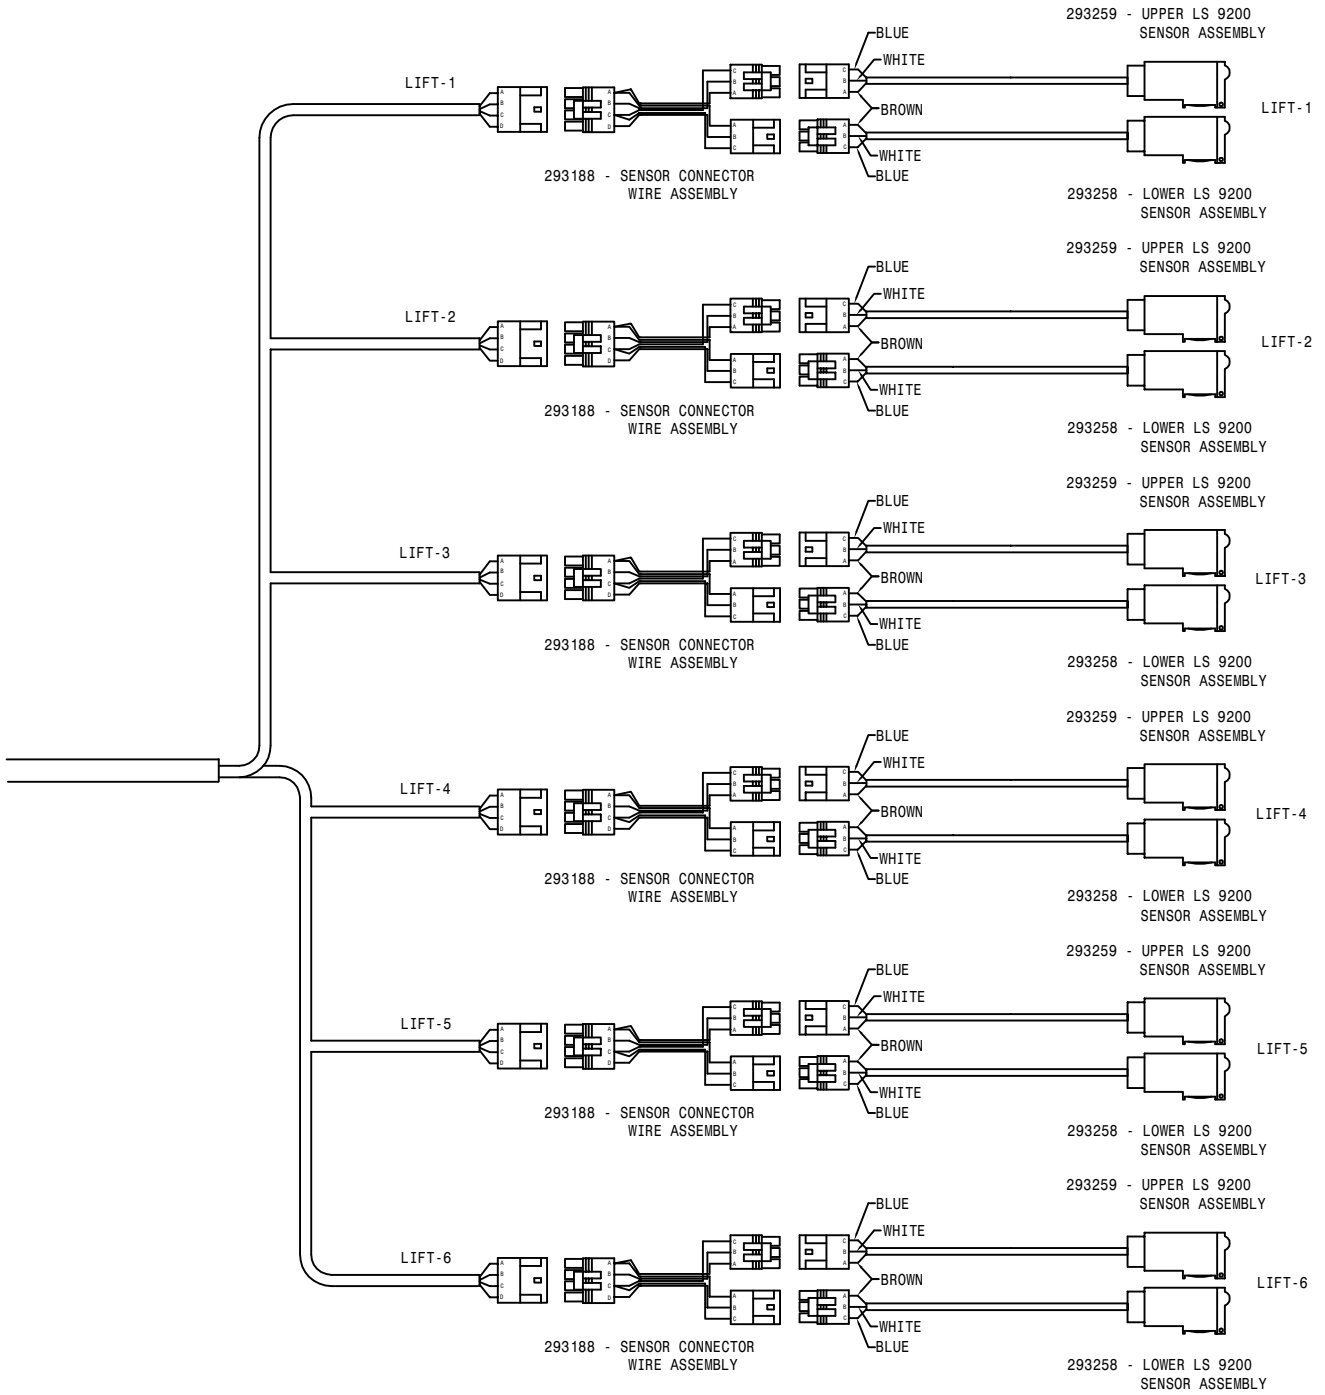 293259 - UPPER LS 9200
SENSOR ASSEMBLY
BLUE
WHITE
LIFT-1
BROWN
LIFT-1
WHITE
BLUE
293188 - SENSOR CONNECTOR
WIRE ASSEMBLY
293258 - LOWER LS 9200
SENSOR ASSEMBLY
293259 - UPPER LS 9200
SENSOR ASSEMBLY
BLUE
WHITE
LIFT-2
BROWN
LIFT-2
WHITE
BLUE
293188 - SENSOR CONNECTOR
WIRE ASSEMBLY
293258 - LOWER LS 9200
SENSOR ASSEMBLY
293259 - UPPER LS 9200
SENSOR ASSEMBLY
BLUE
WHITE
LIFT-3
BROWN
LIFT-3
WHITE
BLUE
293188 - SENSOR CONNECTOR
WIRE ASSEMBLY
293258 - LOWER LS 9200
SENSOR ASSEMBLY
293259 - UPPER LS 9200
SENSOR ASSEMBLY
BLUE
WHITE
LIFT-4
BROWN
LIFT-4
WHITE
BLUE
293188 - SENSOR CONNECTOR
WIRE ASSEMBLY
293258 - LOWER LS 9200
SENSOR ASSEMBLY
293259 - UPPER LS 9200
SENSOR ASSEMBLY
BLUE
WHITE
LIFT-5
BROWN
LIFT-5
WHITE
BLUE
293188 - SENSOR CONNECTOR
WIRE ASSEMBLY
293258 - LOWER LS 9200
SENSOR ASSEMBLY
293259 - UPPER LS 9200
SENSOR ASSEMBLY
BLUE
WHITE
LIFT-6
BROWN
LIFT-6
WHITE
BLUE
293188 - SENSOR CONNECTOR
WIRE ASSEMBLY
293258 - LOWER LS 9200
SENSOR ASSEMBLY